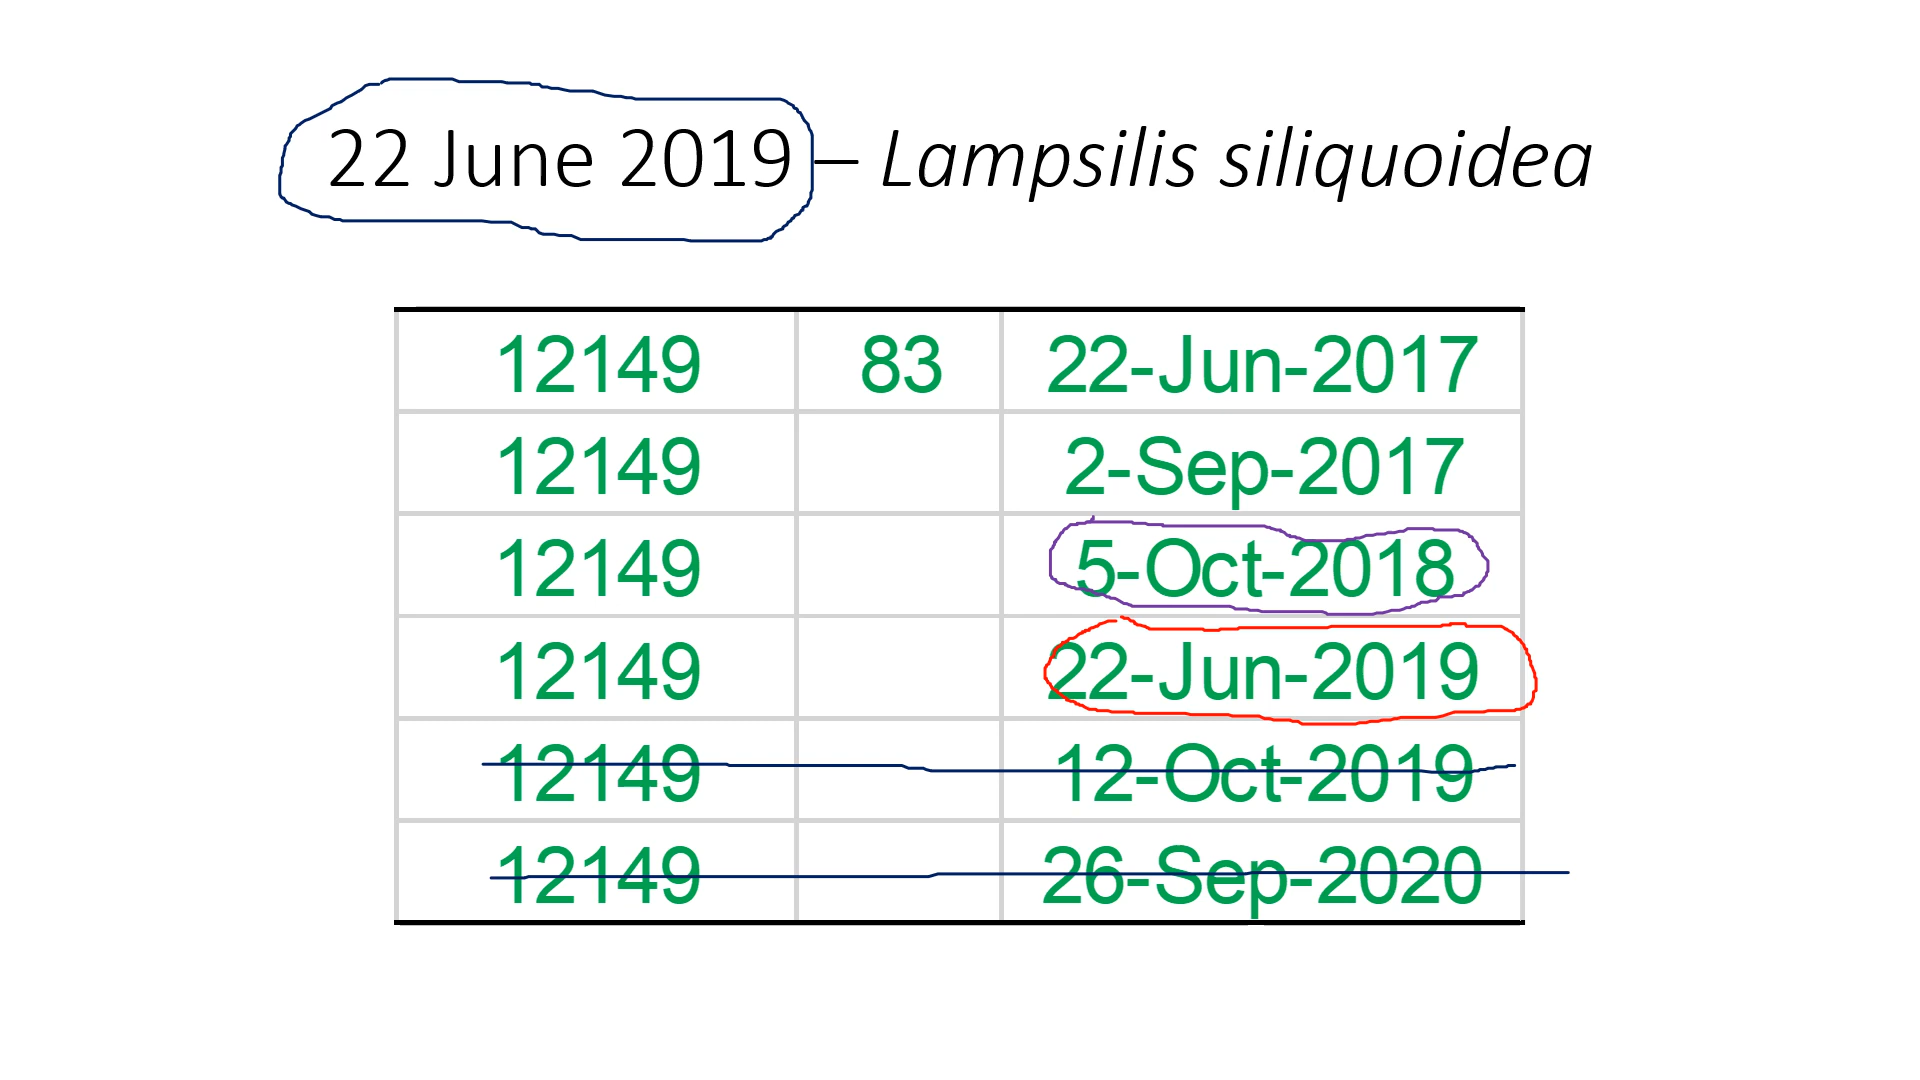 22 June 2019 – Lampsilis siliquoidea
12149 83 22-Jun-2017
12149 2-Sep-2017
12149 5-Oct-2018
12149 22-Jun-2019
12149 12-Oct-2019
12149 26-Sep-2020